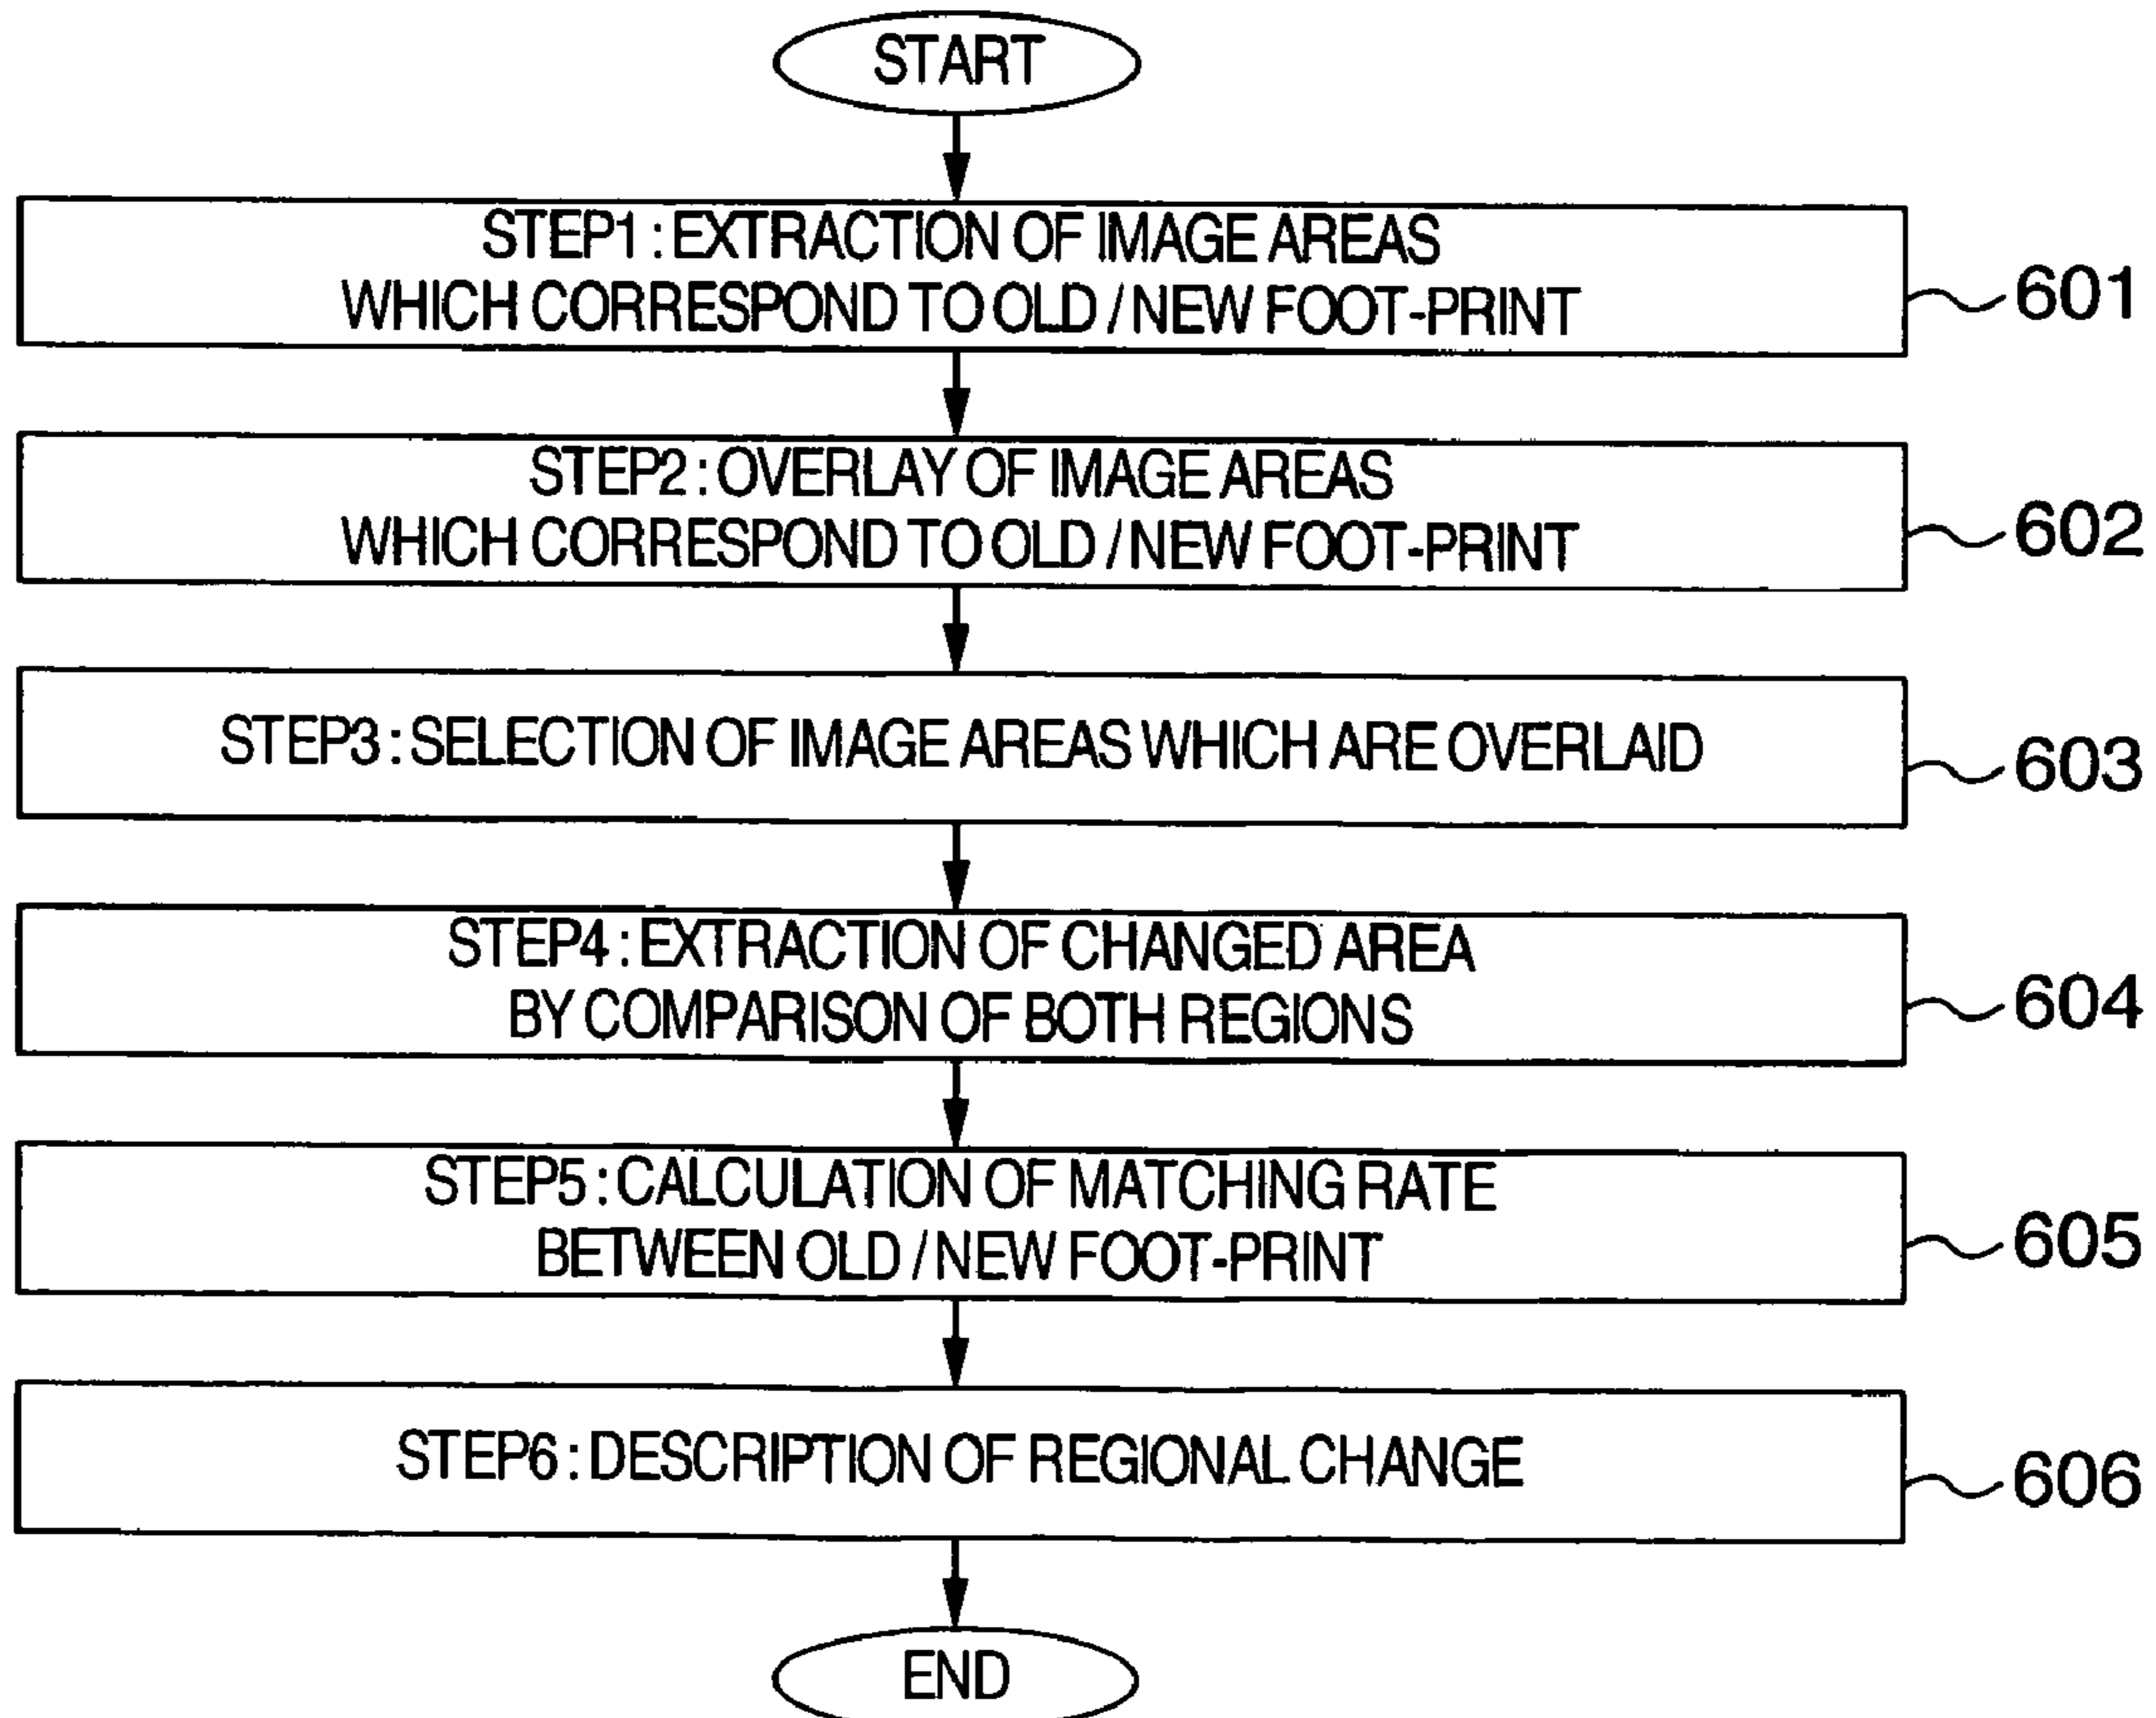 START
STEP1 : EXTRACTION OF IMAGE AREAS
WHICH CORRESPOND TO OLD / NEW FOOT-PRINT
601
STEP2 : OVERLAY OF IMAGE AREAS
WHICH CORRESPOND TO OLD / NEW FOOT-PRINT
602
STEP3 : SELECTION OF IMAGE AREAS WHICH ARE OVERLAID
603
STEP4 : EXTRACTION OF CHANGED AREA
BY COMPARISON OF BOTH REGIONS
604
STEP5 : CALCULATION OF MATCHING RATE
BETWEEN OLD / NEW FOOT-PRINT
605
STEP6 : DESCRIPTION OF REGIONAL CHANGE
606
END